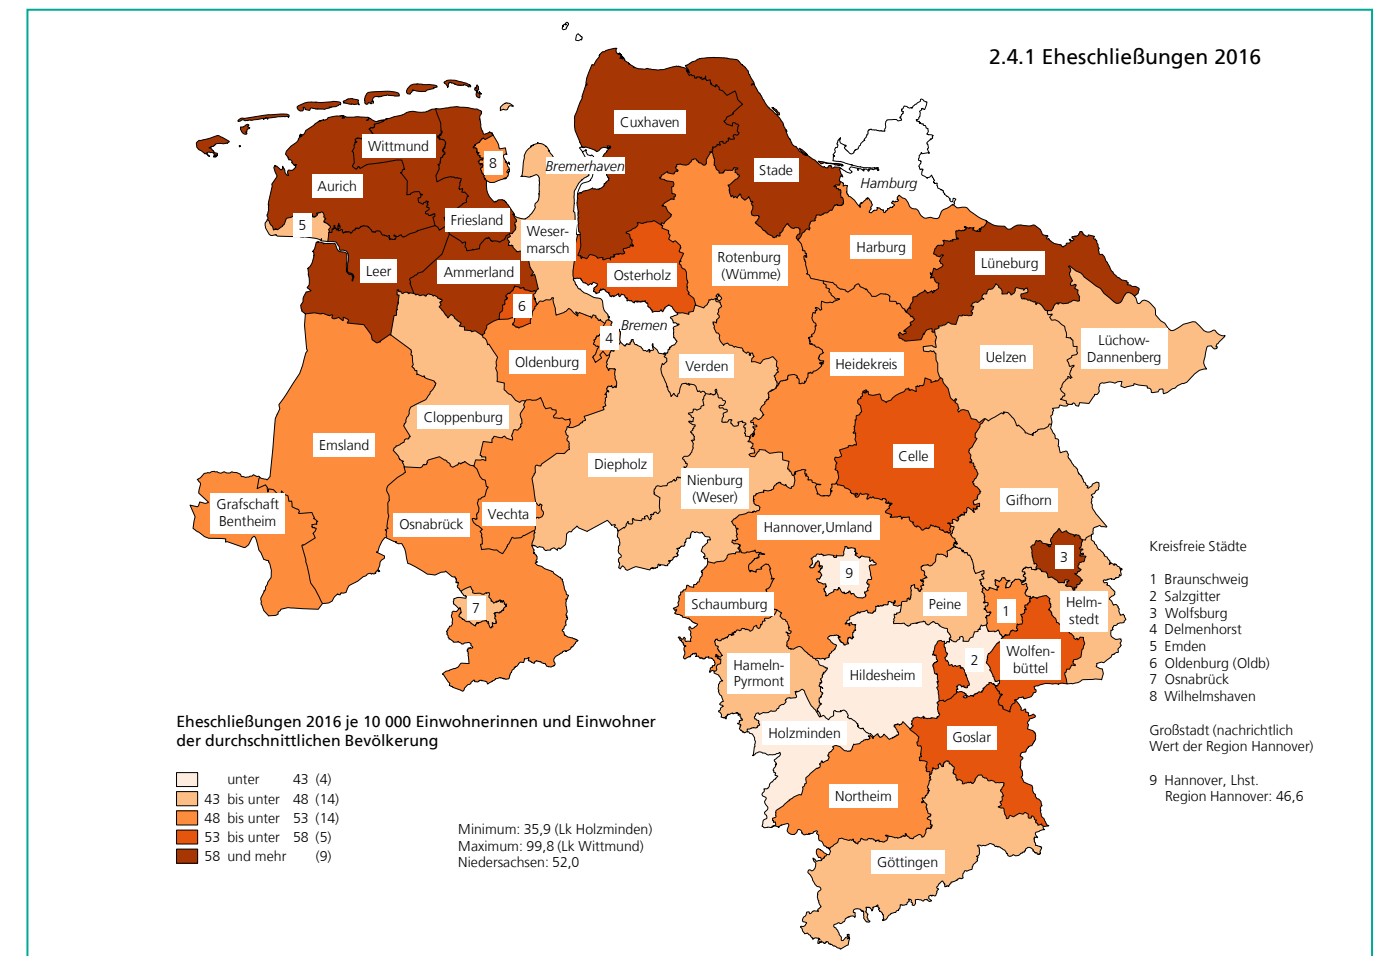 2.4.1 Eheschließungen 2016
Cuxhaven
Wittmund
8
Bremerhaven
Stade
Aurich
Hamburg
5
Friesland
Weser-
marsch
Harburg
Rotenburg
(Wümme)
Lüneburg
Leer
Ammerland
Osterholz
6
Bremen
4
Lüchow-
Dannenberg
Oldenburg
Verden
Heidekreis
Uelzen
Cloppenburg
Emsland
Celle
Diepholz
Nienburg
(Weser)
Gifhorn
Grafschaft
Bentheim
Osnabrück
Vechta
Hannover,Umland
3
9
7
Schaumburg
Peine
1
Helm-
stedt
Hameln-
Pyrmont
Hildesheim
2
Wolfen-
büttel
Holzminden
Goslar
Northeim
Göttingen
Kreisfreie Städte
1 Braunschweig
2 Salzgitter
3 Wolfsburg
4 Delmenhorst
5 Emden
6 Oldenburg (Oldb)
7 Osnabrück
8 Wilhelmshaven
Großstadt (nachrichtlich
Wert der Region Hannover)
9 Hannover, Lhst.
Region Hannover: 46,6
Eheschließungen 2016 je 10 000 Einwohnerinnen und Einwohner
der durchschnittlichen Bevölkerung
unter 43 (4)
43 bis unter 48 (14)
48 bis unter 53 (14)
53 bis unter 58 (5)
58 und mehr (9)
Minimum: 35,9 (Lk Holzminden)
Maximum: 99,8 (Lk Wittmund)
Niedersachsen: 52,0